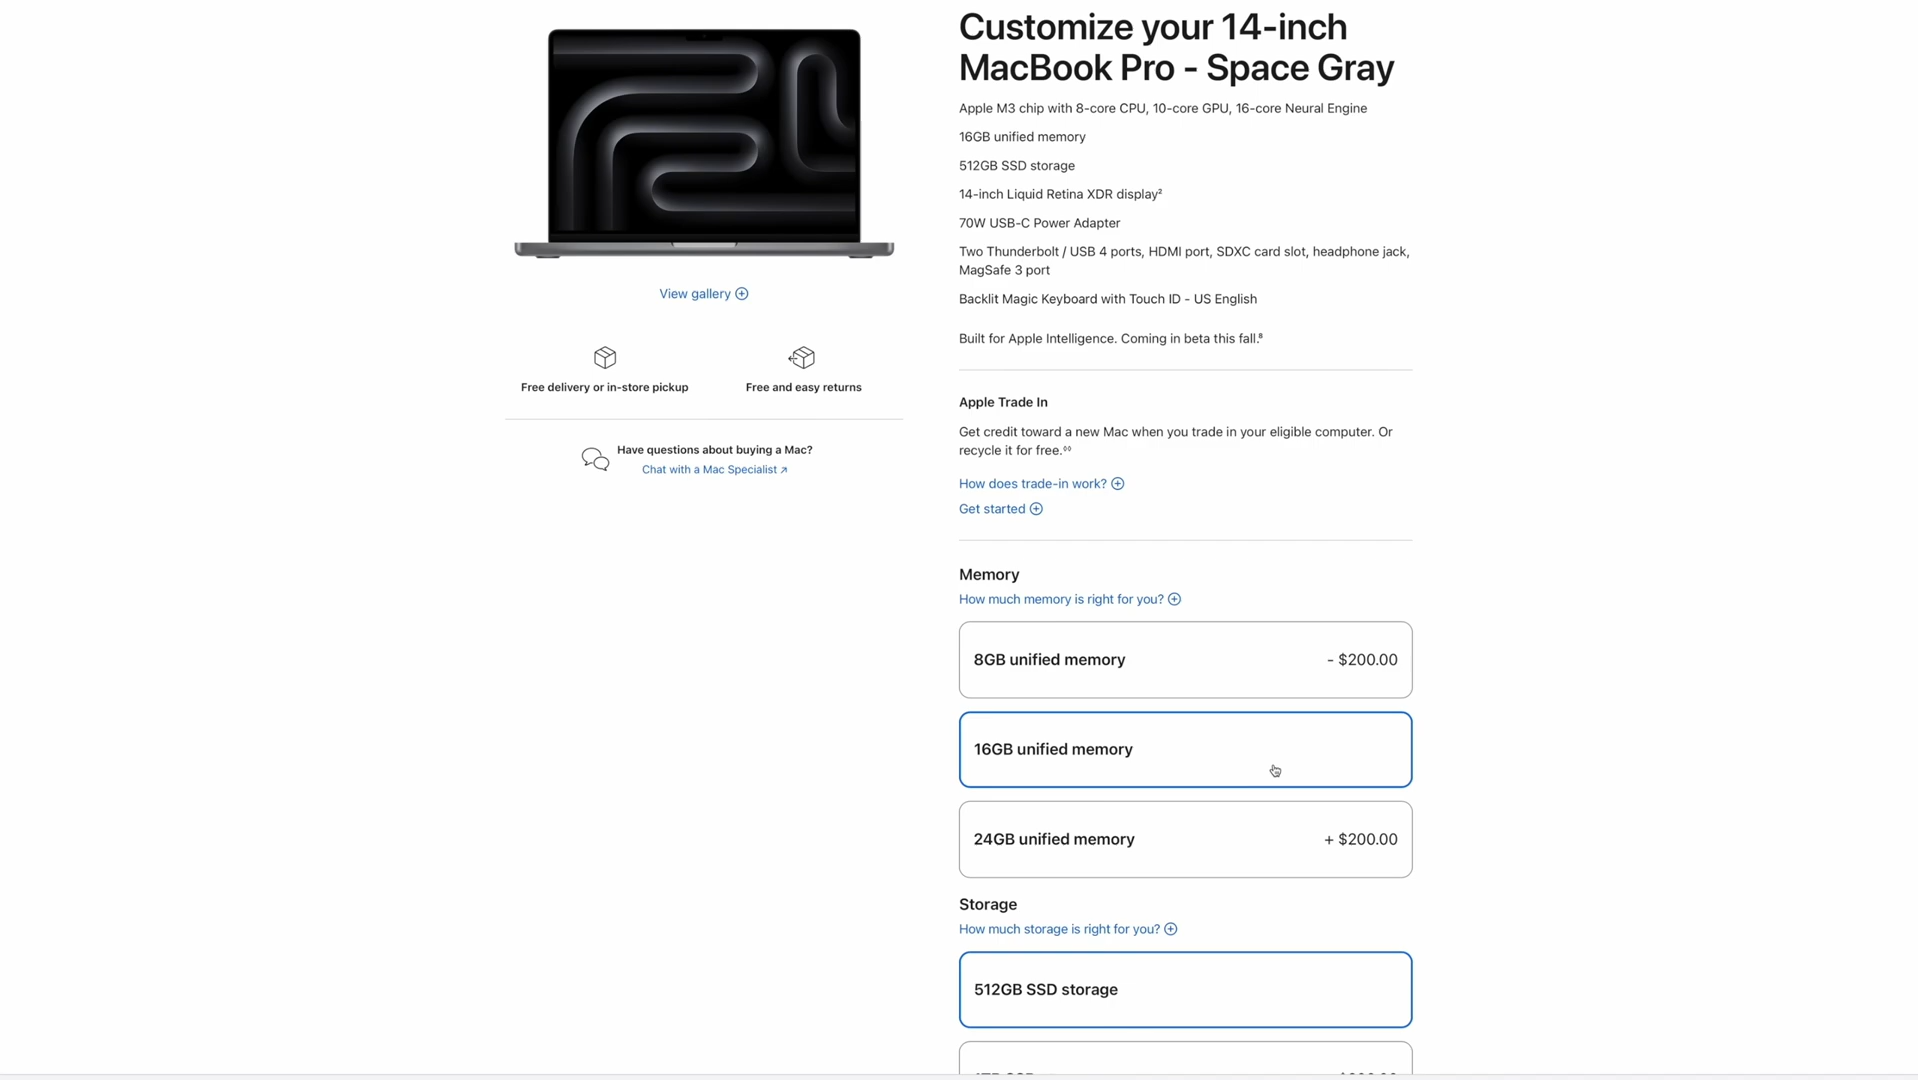 Customize your 14-inch
MacBook Pro - Space Gray
Apple M3 chip with 8-core CPU, 10-core GPU, 16-core Neural Engine
16GB unified memory
512GB SSD storage
14-inch Liquid Retina XDR display²
70W USB-C Power Adapter
Two Thunderbolt / USB 4 ports, HDMI port, SDXC card slot, headphone jack,
MagSafe 3 port
Backlit Magic Keyboard with Touch ID - US English
Built for Apple Intelligence. Coming in beta this fall.⁸
View gallery
Free delivery or in-store pickup
Free and easy returns
Have questions about buying a Mac?
Chat with a Mac Specialist ↗
Apple Trade In
Get credit toward a new Mac when you trade in your eligible computer. Or
recycle it for free.◊◊
How does trade-in work?
Get started
Memory
How much memory is right for you?
8GB unified memory - $200.00
16GB unified memory
24GB unified memory + $200.00
Storage
How much storage is right for you?
512GB SSD storage